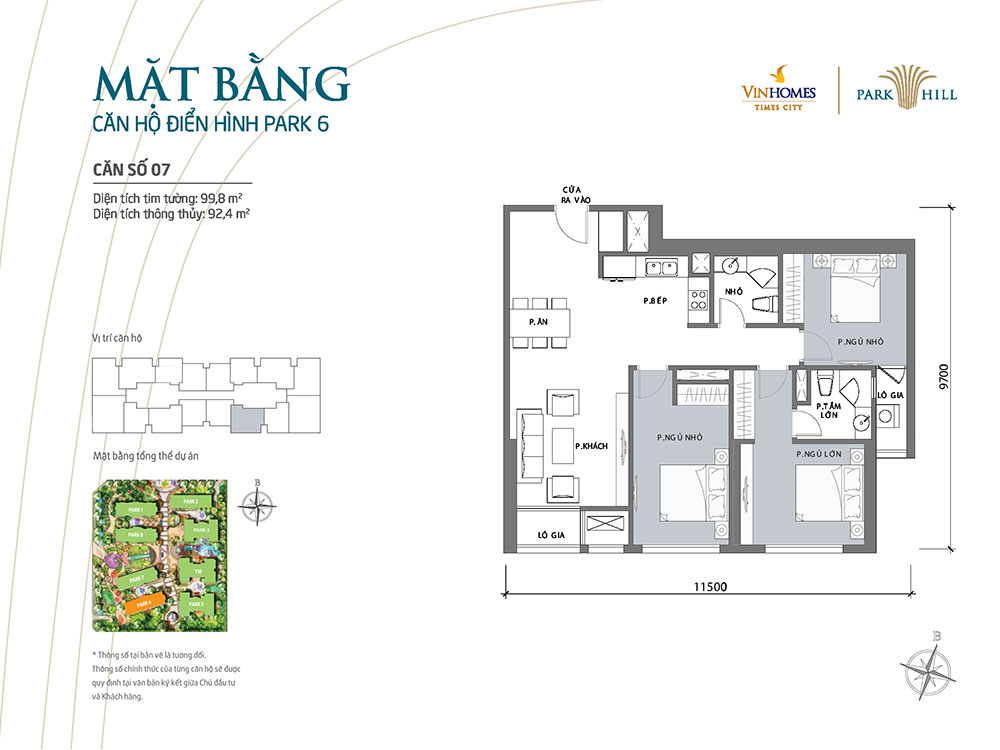 MẶT BẰNG
CĂN HỘ ĐIỂN HÌNH PARK 6
VINHOMES
TIMES CITY
PARK HILL
CĂN SỐ 07
Diện tích tim tường: 99,8 m²
Diện tích thông thủy: 92,4 m²
CỬA
RA VÀO
P.BẾP
NHỎ
P.ĂN
P.NGỦ NHỎ
LÔ GIA
P.TẮM
LỚN
P.NGỦ NHỎ
P.KHÁCH
P.NGỦ LỚN
LÔ GIA
9700
11500
B
Vị trí căn hộ
Mặt bằng tổng thể dự án
B
PARK 1
PARK 2
PARK 3
PARK 8
PARK 7
T18
PARK 6
PARK 5
* Thông số tại bản vẽ là tương đối.
Thông số chính thức của từng căn hộ sẽ được
quy định tại văn bản ký kết giữa Chủ đầu tư
và Khách hàng.